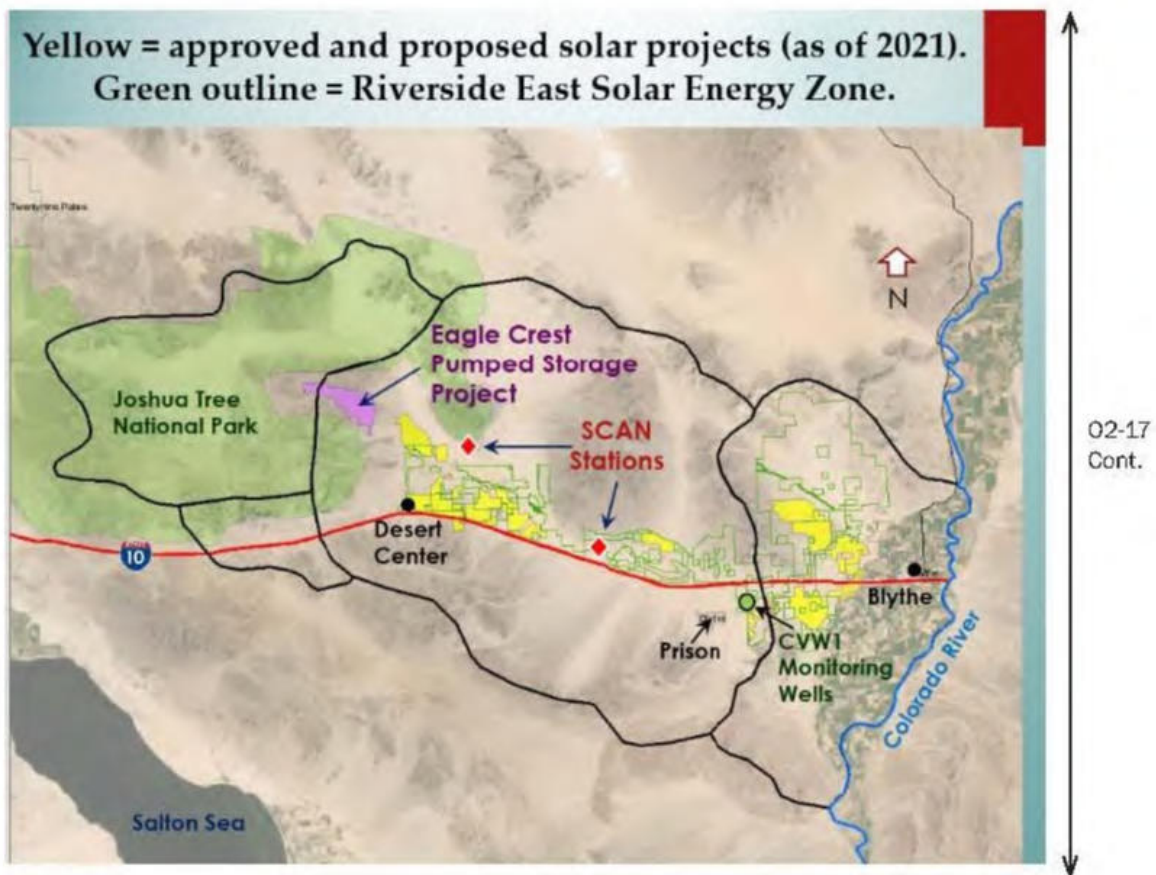 Yellow = approved and proposed solar projects (as of 2021).
Green outline = Riverside East Solar Energy Zone.
Twentynine Palms
N
Eagle Crest
Pumped Storage
Project
Joshua Tree
National Park
SCAN
Stations
02-17
Cont.
Desert
Center
10
Blythe
Prison
CVW1
Monitoring
Wells
Colorado River
Salton Sea